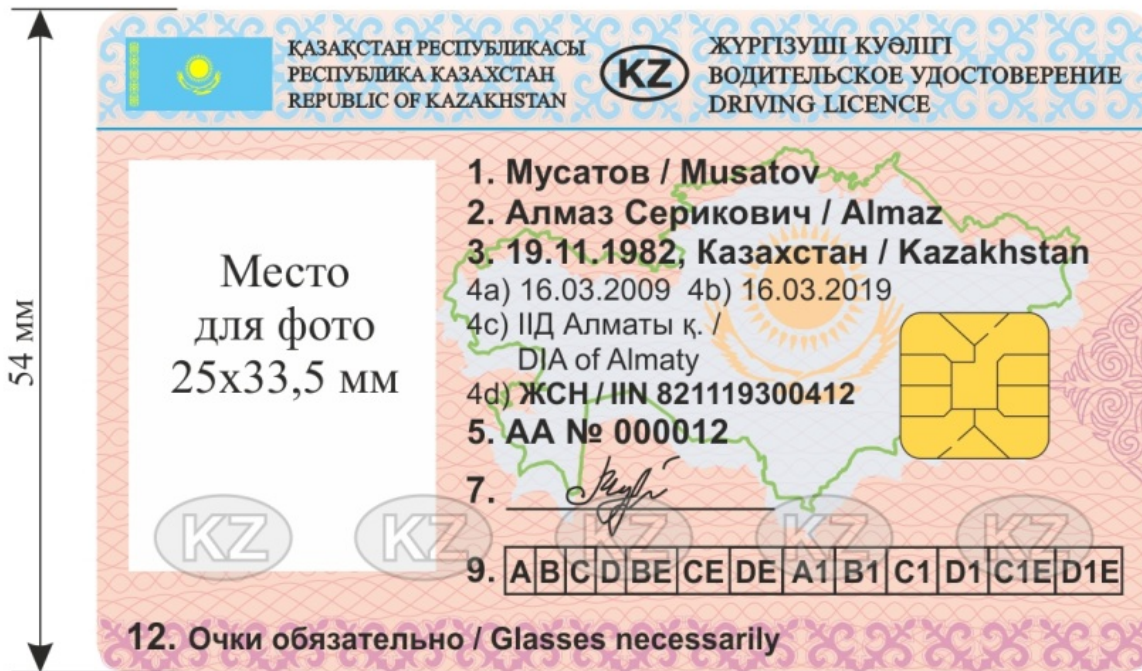 54 мм
ҚАЗАҚСТАН РЕСПУБЛИКАСЫ
РЕСПУБЛИКА КАЗАХСТАН
REPUBLIC OF KAZAKHSTAN
KZ
ЖҮРГІЗУШІ КУӘЛІГІ
ВОДИТЕЛЬСКОЕ УДОСТОВЕРЕНИЕ
DRIVING LICENCE
Место
для фото
25х33,5 мм
1. Мусатов / Musatov
2. Алмаз Серикович / Almaz
3. 19.11.1982, Казахстан / Kazakhstan
4a) 16.03.2009 4b) 16.03.2019
4c) ІІД Алматы қ. /
DIA of Almaty
4d) ЖСН / IIN 821119300412
5. АА № 000012
7.
KZ KZ KZ KZ KZ
9. A B C D BE CE DE A1 B1 C1 D1 C1E D1E
12. Очки обязательно / Glasses necessarily